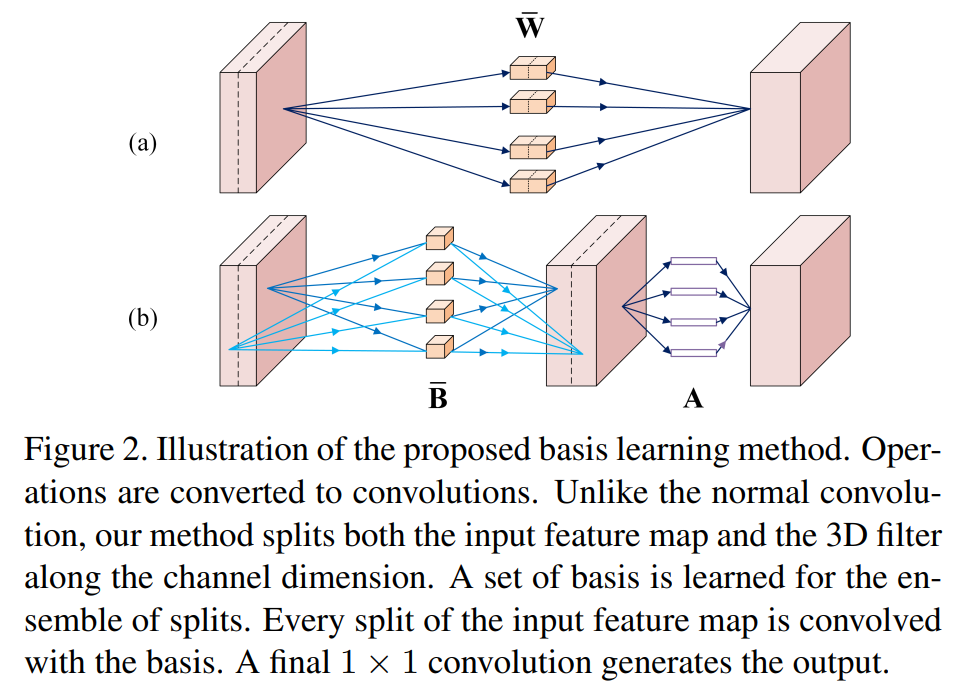 W̅
(a)
(b)
B̅
A
Figure 2. Illustration of the proposed basis learning method. Oper-
ations are converted to convolutions. Unlike the normal convolu-
tion, our method splits both the input feature map and the 3D filter
along the channel dimension. A set of basis is learned for the en-
semble of splits. Every split of the input feature map is convolved
with the basis. A final 1 × 1 convolution generates the output.